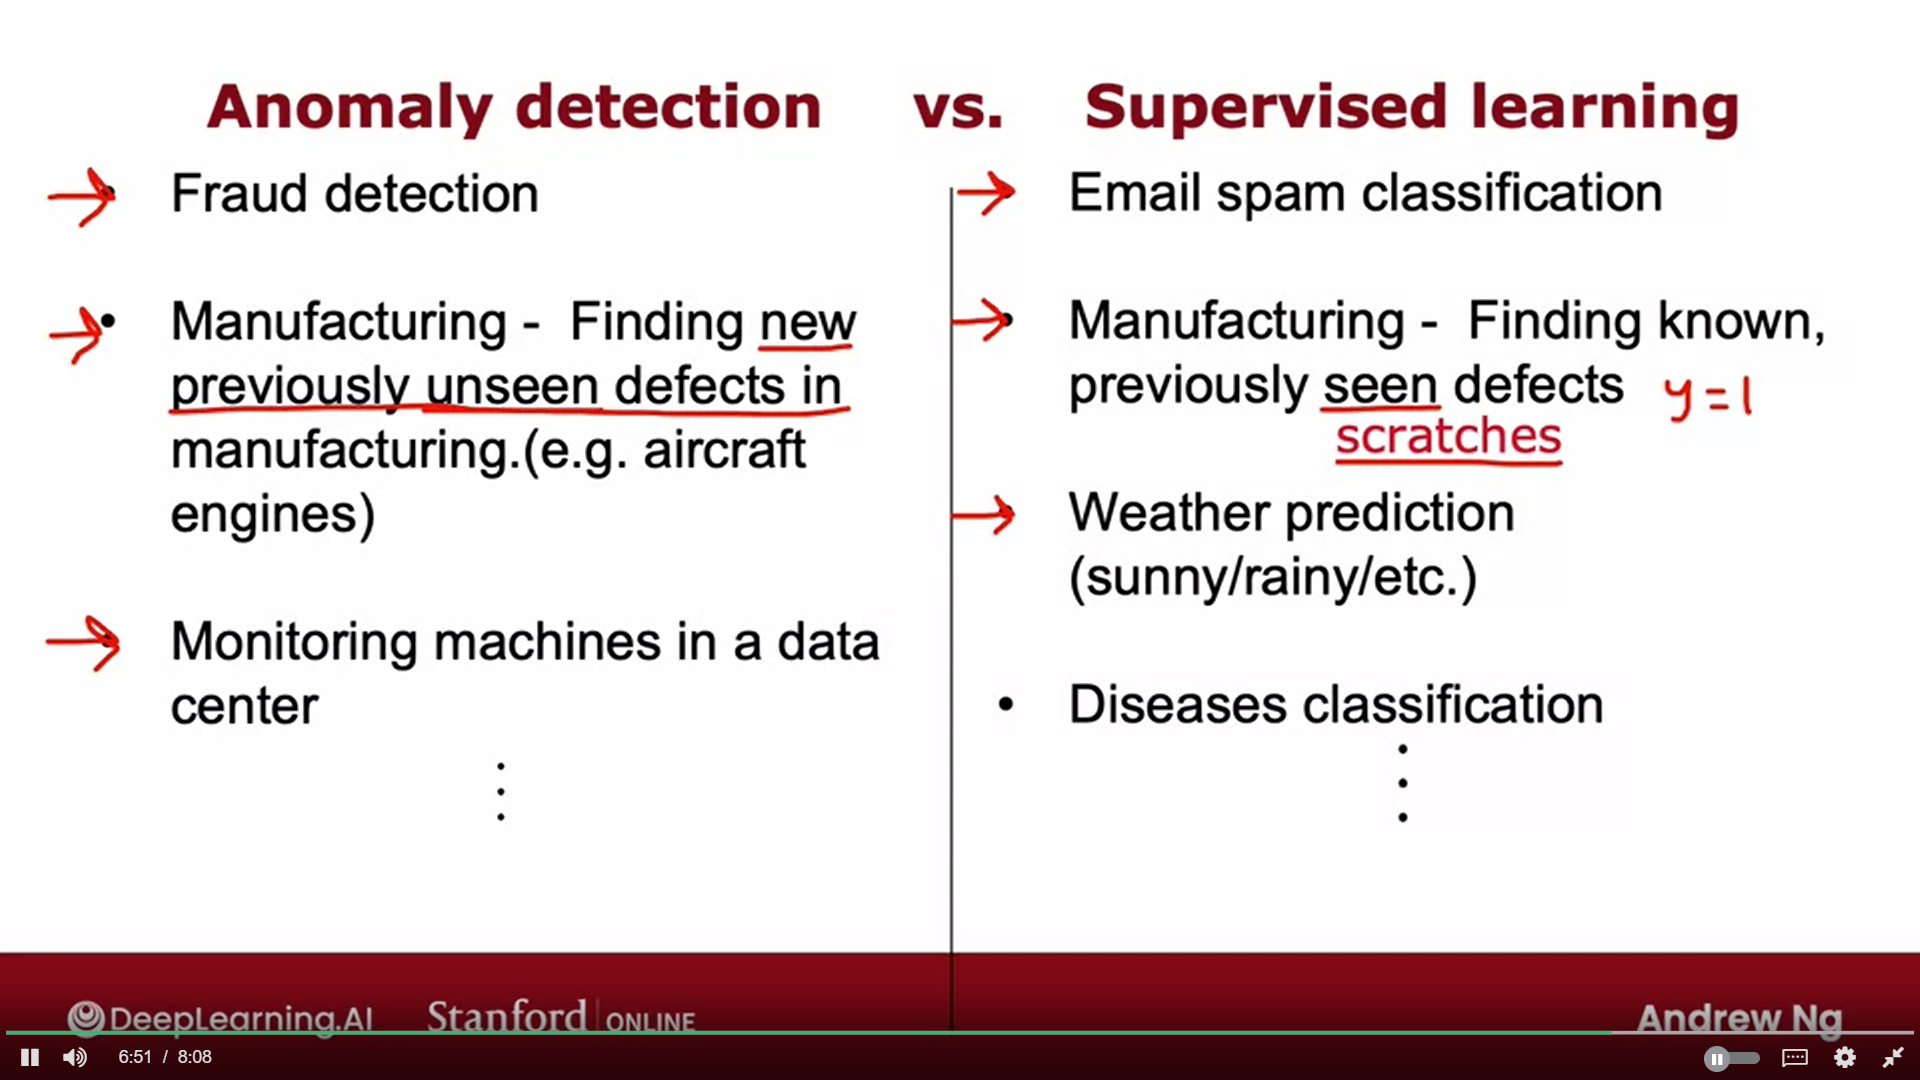 Anomaly detection vs. Supervised learning
Fraud detection
• Manufacturing - Finding new
previously unseen defects in
manufacturing.(e.g. aircraft
engines)
Monitoring machines in a data
center
Email spam classification
Manufacturing - Finding known,
previously seen defects y=1
scratches
Weather prediction
(sunny/rainy/etc.)
• Diseases classification
DeepLearning.AI Stanford | ONLINE Andrew Ng
6:51 / 8:08